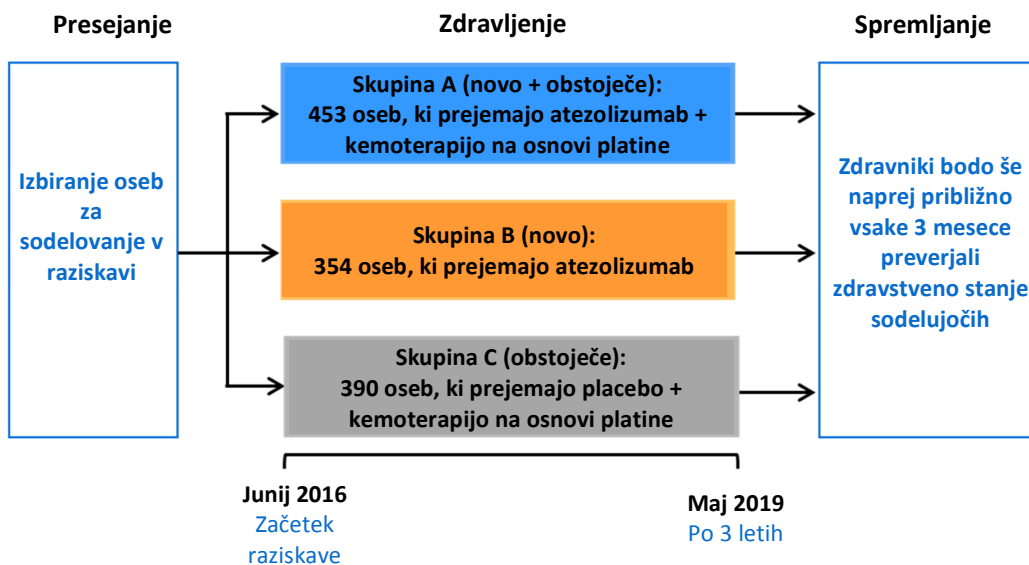 Presejanje
Zdravljenje
Spremljanje
Izbiranje oseb
za
sodelovanje v
raziskavi
Skupina A (novo + obstoječe):
453 oseb, ki prejemajo atezolizumab +
kemoterapijo na osnovi platine
Skupina B (novo):
354 oseb, ki prejemajo atezolizumab
Skupina C (obstoječe):
390 oseb, ki prejemajo placebo +
kemoterapijo na osnovi platine
Zdravniki bodo še
naprej približno
vsake 3 mesece
preverjali
zdravstveno stanje
sodelujočih
Junij 2016
Začetek
raziskave
Maj 2019
Po 3 letih